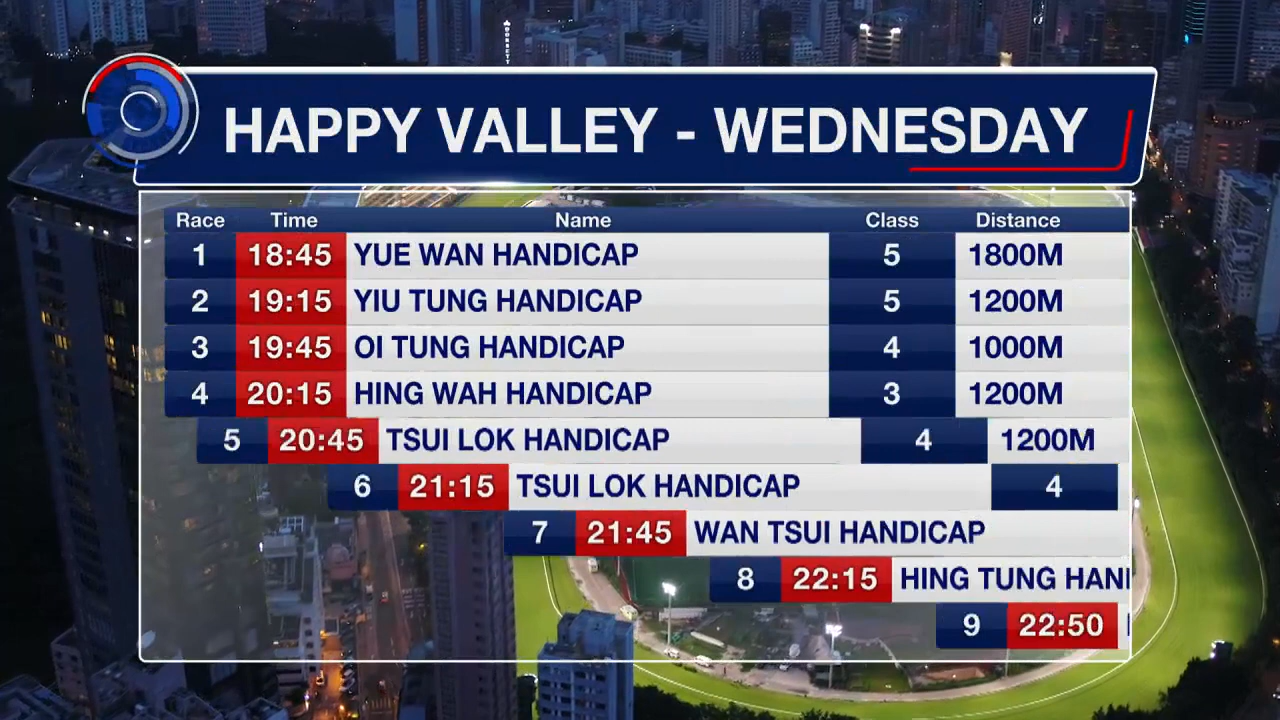 DORSETT
HAPPY VALLEY - WEDNESDAY
Race Time Name Class Distance
1 18:45 YUE WAN HANDICAP 5 1800M
2 19:15 YIU TUNG HANDICAP 5 1200M
3 19:45 OI TUNG HANDICAP 4 1000M
4 20:15 HING WAH HANDICAP 3 1200M
5 20:45 TSUI LOK HANDICAP 4 1200M
6 21:15 TSUI LOK HANDICAP 4
7 21:45 WAN TSUI HANDICAP
8 22:15 HING TUNG HAN
9 22:50